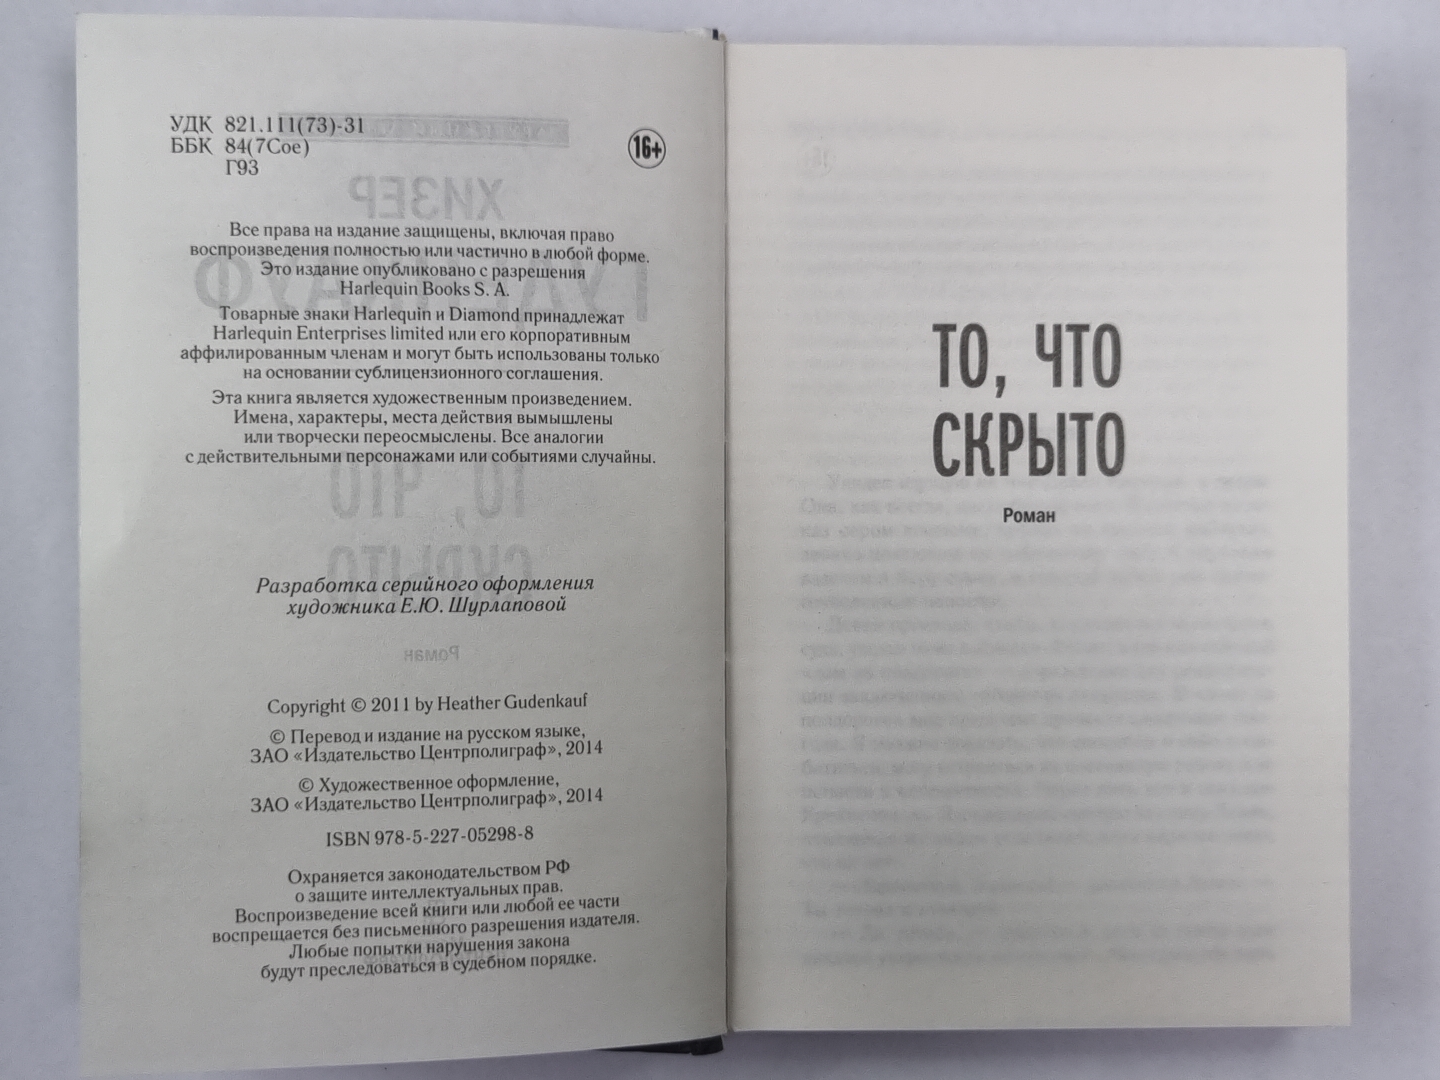 УДК 821.111(73)-31
ББК 84(7Сое)
Г93
16+
Все права на издание защищены, включая право
воспроизведения полностью или частично в любой форме.
Это издание опубликовано с разрешения
Harlequin Books S. A.
Товарные знаки Harlequin и Diamond принадлежат
Harlequin Enterprises limited или его корпоративным
аффилированным членам и могут быть использованы только
на основании сублицензионного соглашения.
Эта книга является художественным произведением.
Имена, характеры, места действия вымышлены
или творчески переосмыслены. Все аналогии
с действительными персонажами или событиями случайны.
Разработка серийного оформления
художника Е.Ю. Шурлаповой
Copyright © 2011 by Heather Gudenkauf
© Перевод и издание на русском языке,
ЗАО «Издательство Центрполиграф», 2014
© Художественное оформление,
ЗАО «Издательство Центрполиграф», 2014
ISBN 978-5-227-05298-8
Охраняется законодательством РФ
о защите интеллектуальных прав.
Воспроизведение всей книги или любой ее части
воспрещается без письменного разрешения издателя.
Любые попытки нарушения закона
будут преследоваться в судебном порядке.
ТО, ЧТО
СКРЫТО
Роман